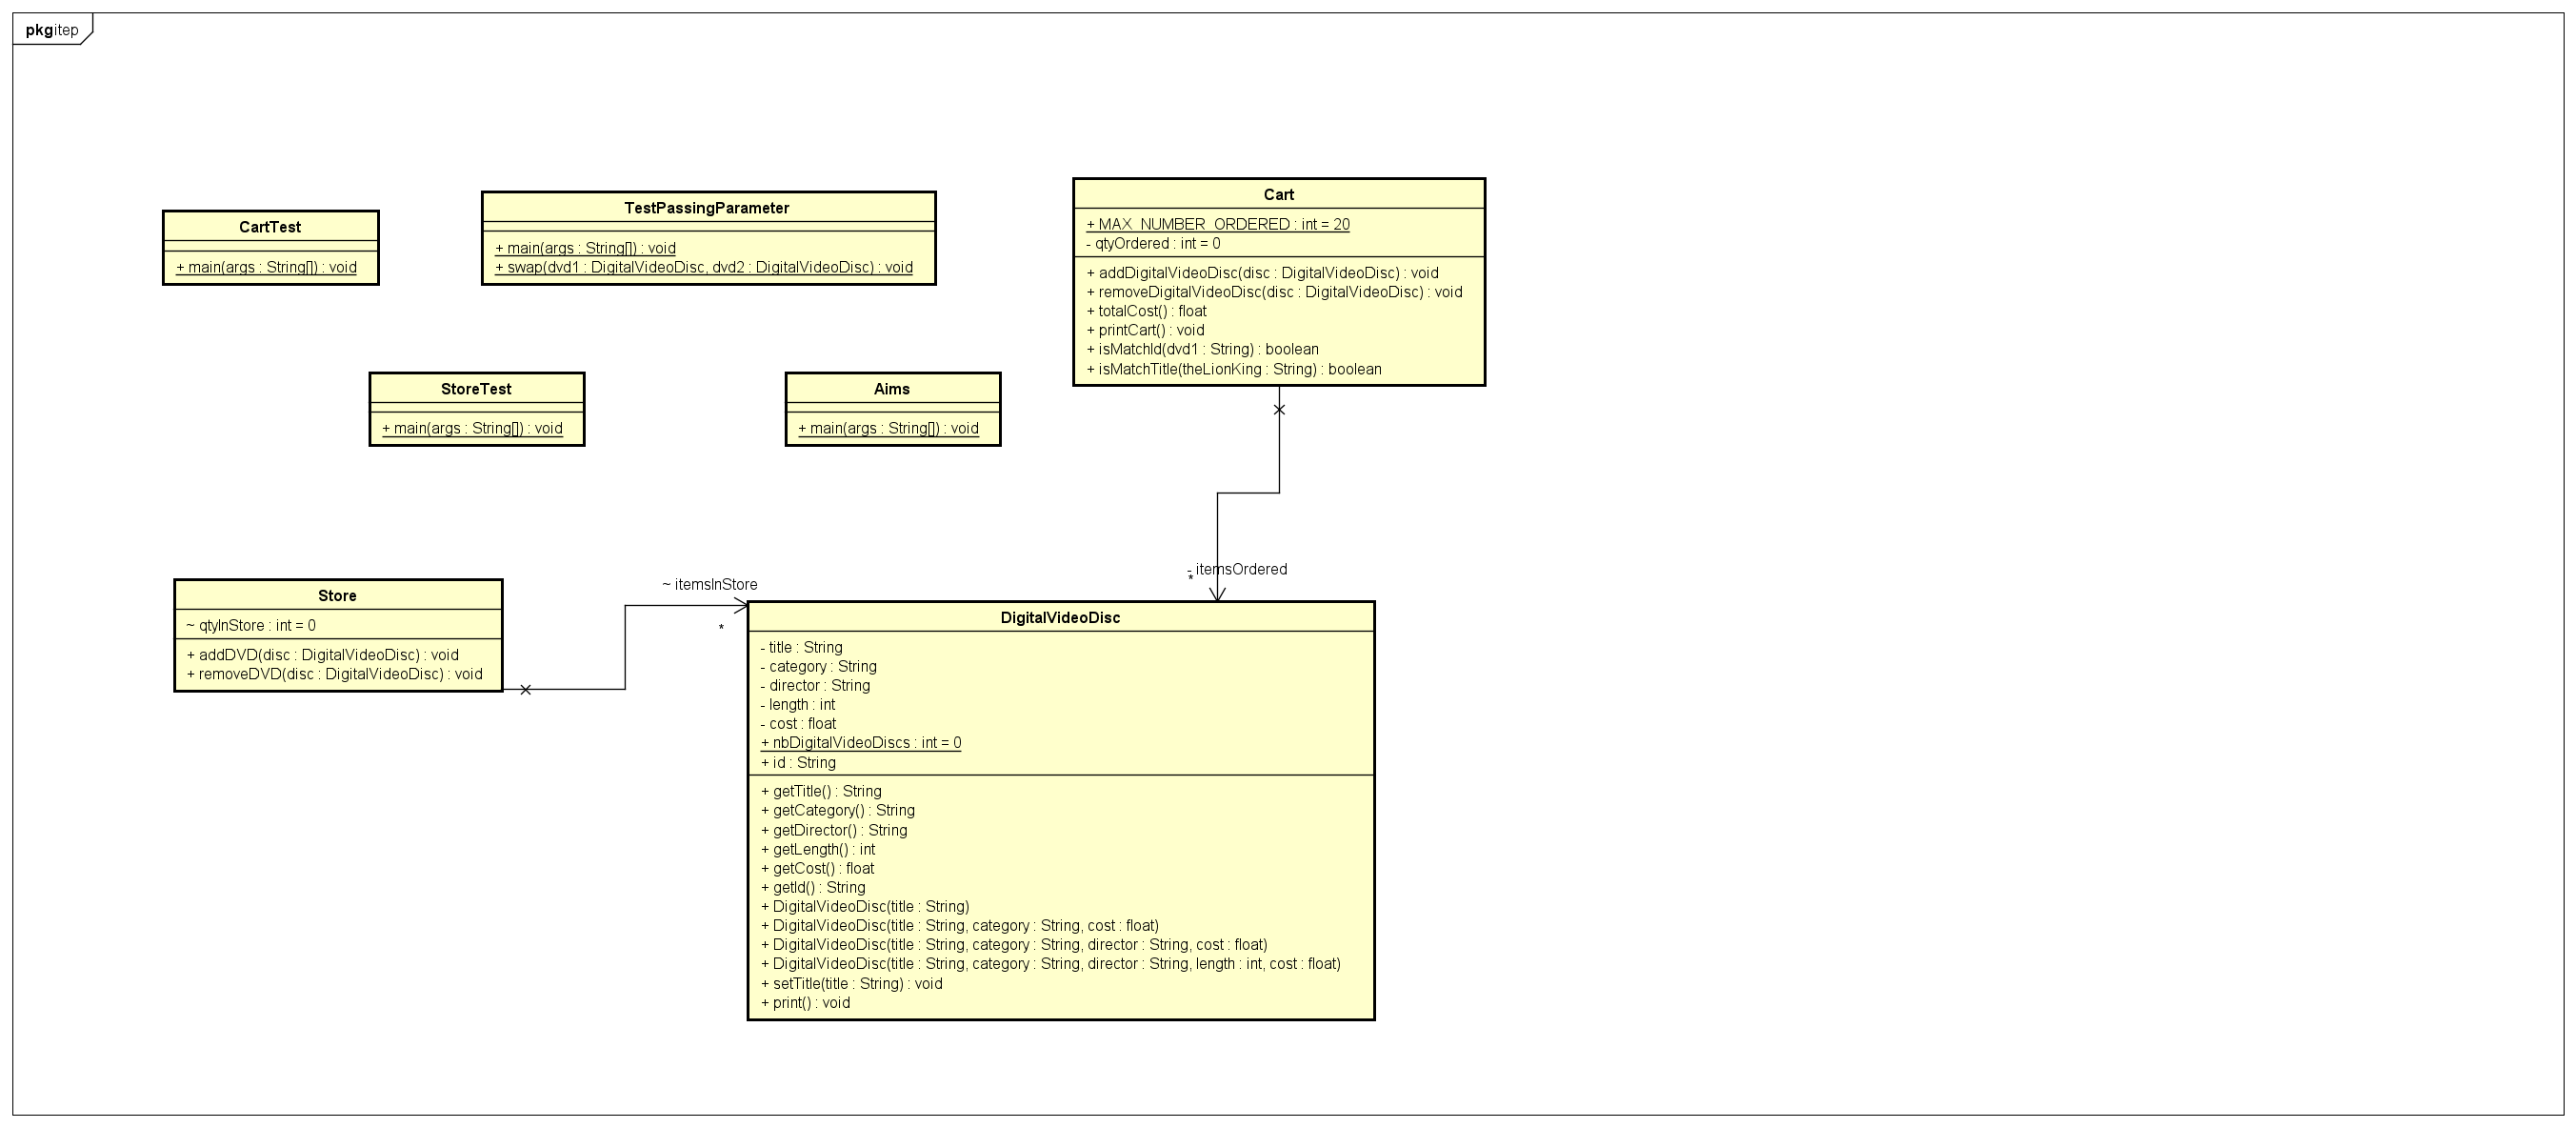 pkg itep
CartTest
+ main(args : String[]) : void
TestPassingParameter
+ main(args : String[]) : void
+ swap(dvd1 : DigitalVideoDisc, dvd2 : DigitalVideoDisc) : void
Cart
+ MAX_NUMBER_ORDERED : int = 20
- qtyOrdered : int = 0
+ addDigitalVideoDisc(disc : DigitalVideoDisc) : void
+ removeDigitalVideoDisc(disc : DigitalVideoDisc) : void
+ totalCost() : float
+ printCart() : void
+ isMatchId(dvd1 : String) : boolean
+ isMatchTitle(theLionKing : String) : boolean
StoreTest
+ main(args : String[]) : void
Aims
+ main(args : String[]) : void
- itemsOrdered
*
~ itemsInStore
*
Store
~ qtyInStore : int = 0
+ addDVD(disc : DigitalVideoDisc) : void
+ removeDVD(disc : DigitalVideoDisc) : void
DigitalVideoDisc
- title : String
- category : String
- director : String
- length : int
- cost : float
+ nbDigitalVideoDiscs : int = 0
+ id : String
+ getTitle() : String
+ getCategory() : String
+ getDirector() : String
+ getLength() : int
+ getCost() : float
+ getId() : String
+ DigitalVideoDisc(title : String)
+ DigitalVideoDisc(title : String, category : String, cost : float)
+ DigitalVideoDisc(title : String, category : String, director : String, cost : float)
+ DigitalVideoDisc(title : String, category : String, director : String, length : int, cost : float)
+ setTitle(title : String) : void
+ print() : void